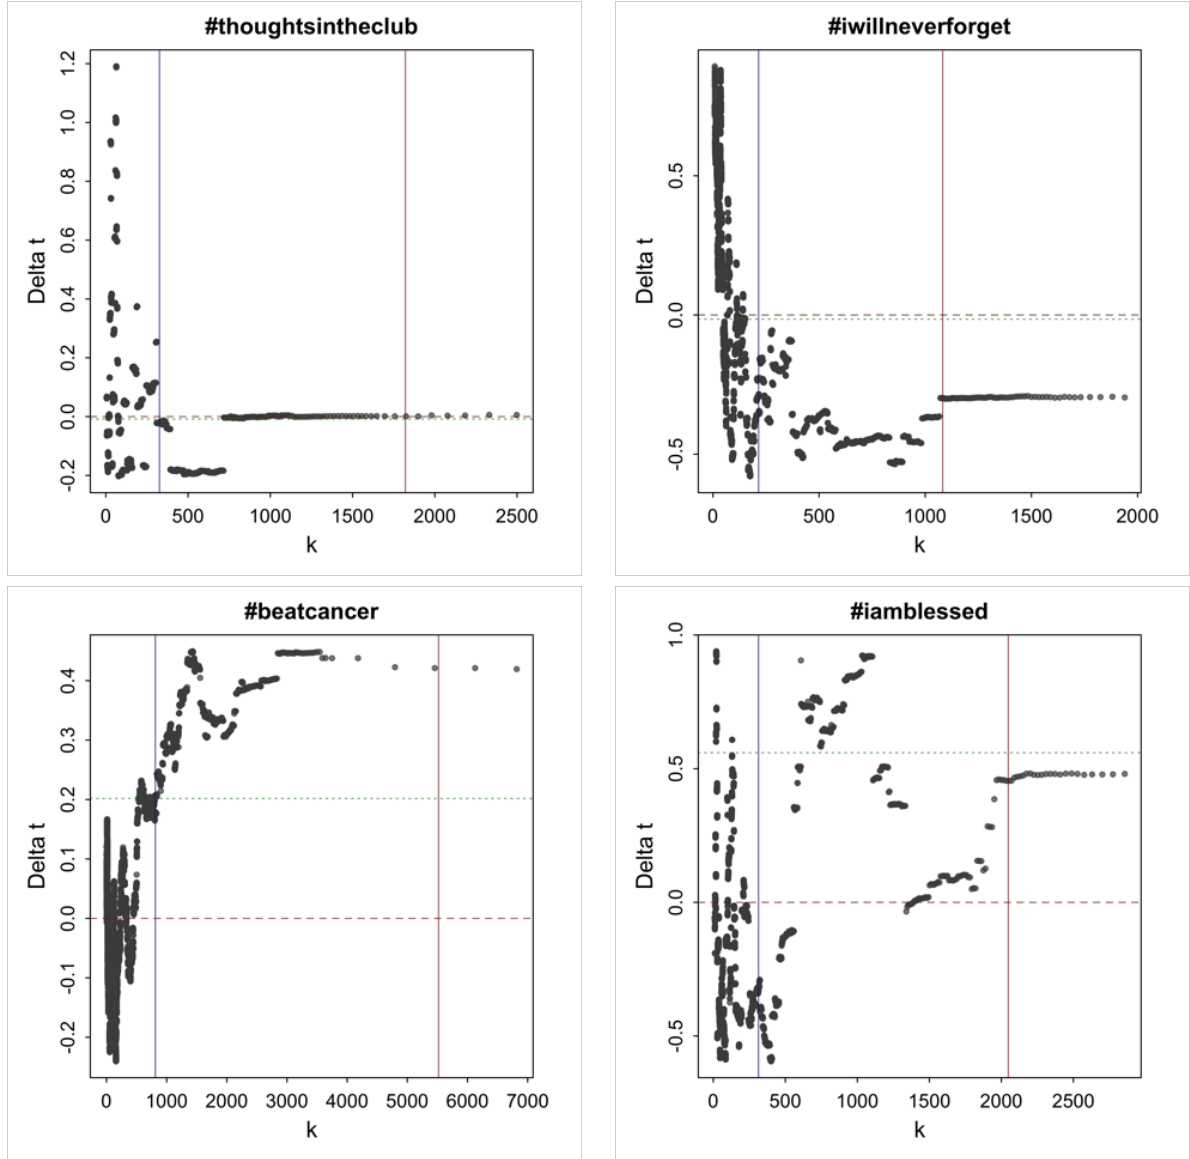 #thoughtsintheclub
Delta t
1.2
1.0
0.8
0.6
0.4
0.2
0.0
-0.2
0 500 1000 1500 2000 2500
k
#iwillneverforget
Delta t
0.5
0.0
-0.5
0 500 1000 1500 2000
k
#beatcancer
Delta t
0.4
0.3
0.2
0.1
0.0
-0.1
-0.2
0 1000 2000 3000 4000 5000 6000 7000
k
#iamblessed
Delta t
1.0
0.5
0.0
-0.5
0 500 1000 1500 2000 2500
k